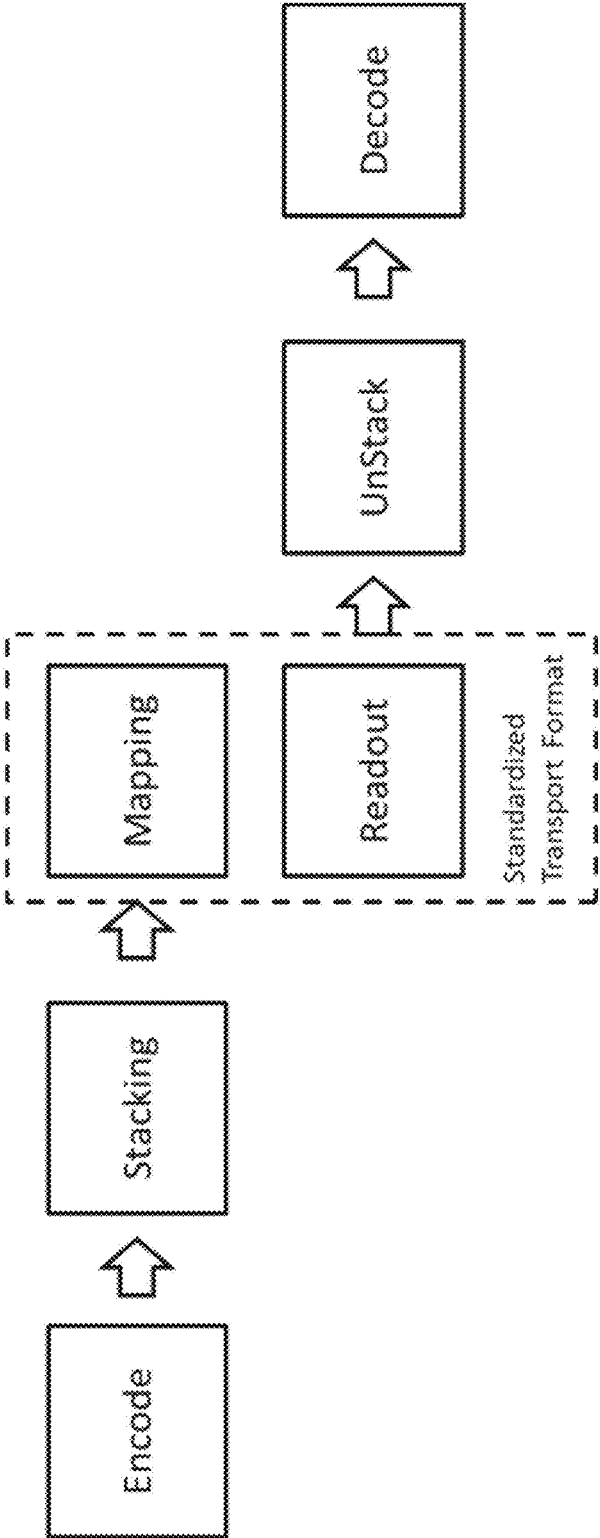 Encode
Stacking
Mapping
Readout
Standardized
Transport Format
UnStack
Decode